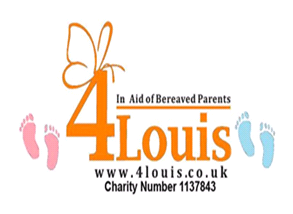 In Aid of Bereaved Parents
4Louis
www.4louis.co.uk
Charity Number 1137843